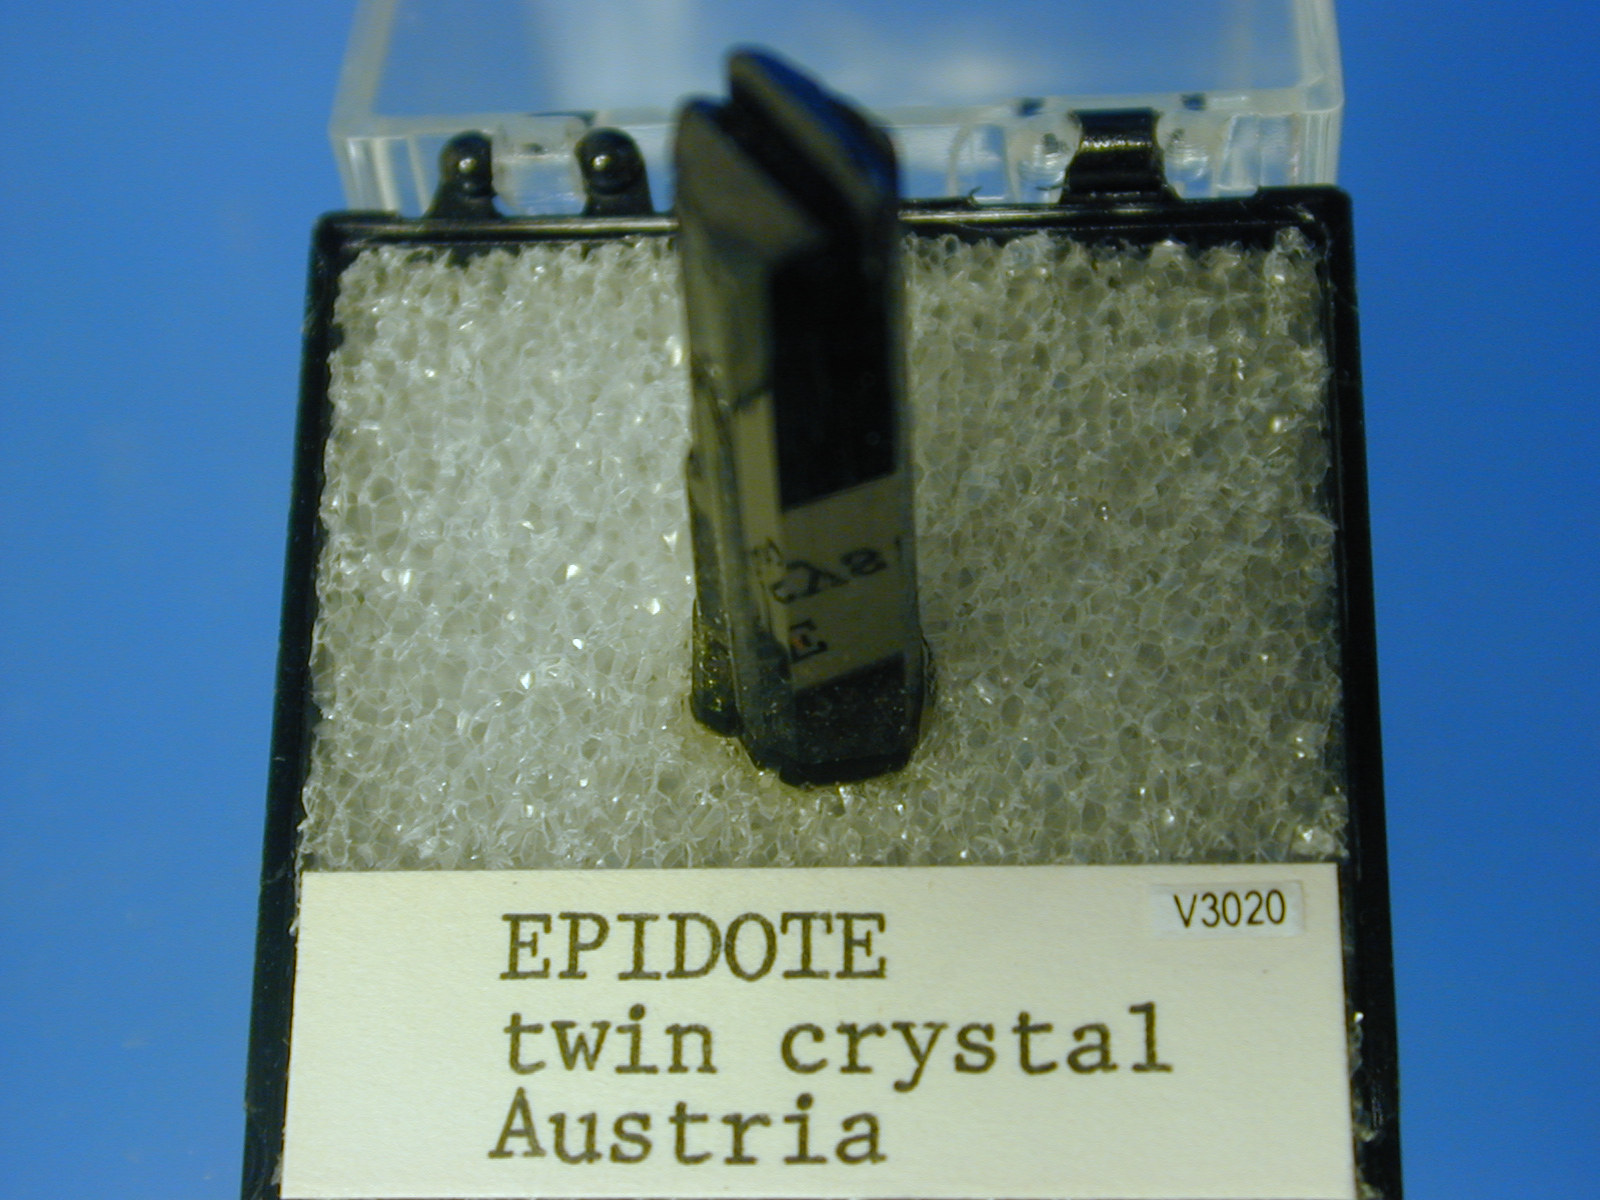 V3020
EPIDOTE
twin crystal
Austria